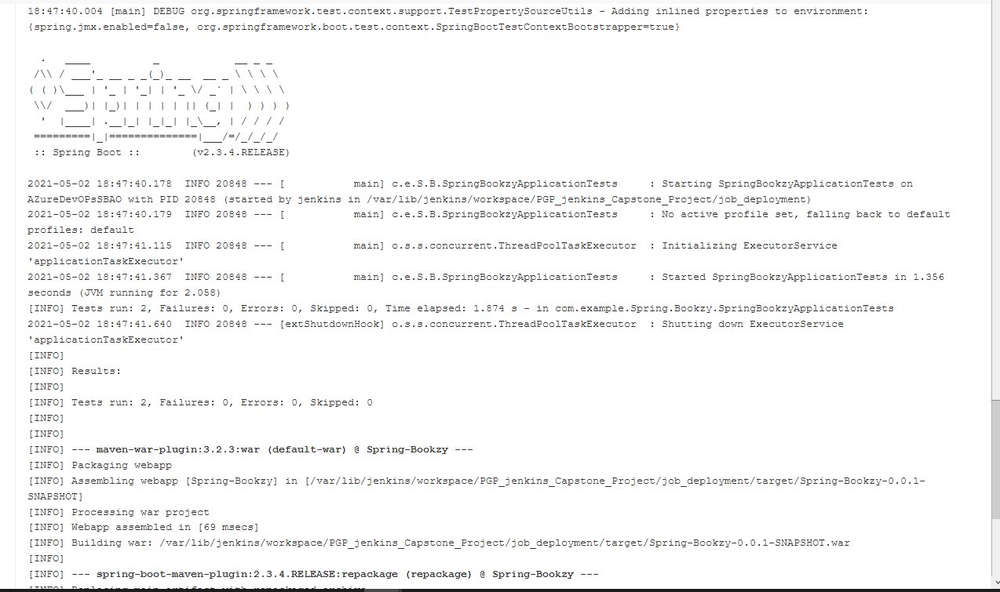 18:47:40.004 [main] DEBUG org.springframework.test.context.support.TestPropertySourceUtils - Adding inlined properties to environment:
{spring.jmx.enabled=false, org.springframework.boot.test.context.SpringBootTestContextBootstrapper=true}
  .   ____          _            __ _ _
 /\\ / ___'_ __ _ _(_)_ __  __ _ \ \ \ \
( ( )\___ | '_ | '_| | '_ \/ _` | \ \ \ \
 \\/  ___)| |_)| | | | | || (_| |  ) ) ) )
  '  |____| .__|_| |_|_| |_\__, | / / / /
 =========|_|==============|___/=/_/_/_/
 :: Spring Boot ::        (v2.3.4.RELEASE)
2021-05-02 18:47:40.178  INFO 20848 --- [           main] c.e.S.B.SpringBookzyApplicationTests     : Starting SpringBookzyApplicationTests on
AZureDevOPsSBAO with PID 20848 (started by jenkins in /var/lib/jenkins/workspace/PGP_jenkins_Capstone_Project/job_deployment)
2021-05-02 18:47:40.179  INFO 20848 --- [           main] c.e.S.B.SpringBookzyApplicationTests     : No active profile set, falling back to default
profiles: default
2021-05-02 18:47:41.115  INFO 20848 --- [           main] o.s.s.concurrent.ThreadPoolTaskExecutor  : Initializing ExecutorService
'applicationTaskExecutor'
2021-05-02 18:47:41.367  INFO 20848 --- [           main] c.e.S.B.SpringBookzyApplicationTests     : Started SpringBookzyApplicationTests in 1.356
seconds (JVM running for 2.058)
[INFO] Tests run: 2, Failures: 0, Errors: 0, Skipped: 0, Time elapsed: 1.874 s - in com.example.Spring.Bookzy.SpringBookzyApplicationTests
2021-05-02 18:47:41.640  INFO 20848 --- [extShutdownHook] o.s.s.concurrent.ThreadPoolTaskExecutor  : Shutting down ExecutorService
'applicationTaskExecutor'
[INFO]
[INFO] Results:
[INFO]
[INFO] Tests run: 2, Failures: 0, Errors: 0, Skipped: 0
[INFO]
[INFO]
[INFO] --- maven-war-plugin:3.2.3:war (default-war) @ Spring-Bookzy ---
[INFO] Packaging webapp
[INFO] Assembling webapp [Spring-Bookzy] in [/var/lib/jenkins/workspace/PGP_jenkins_Capstone_Project/job_deployment/target/Spring-Bookzy-0.0.1-
SNAPSHOT]
[INFO] Processing war project
[INFO] Webapp assembled in [69 msecs]
[INFO] Building war: /var/lib/jenkins/workspace/PGP_jenkins_Capstone_Project/job_deployment/target/Spring-Bookzy-0.0.1-SNAPSHOT.war
[INFO]
[INFO] --- spring-boot-maven-plugin:2.3.4.RELEASE:repackage (repackage) @ Spring-Bookzy ---
[INFO] Replacing main artifact with repackaged archive